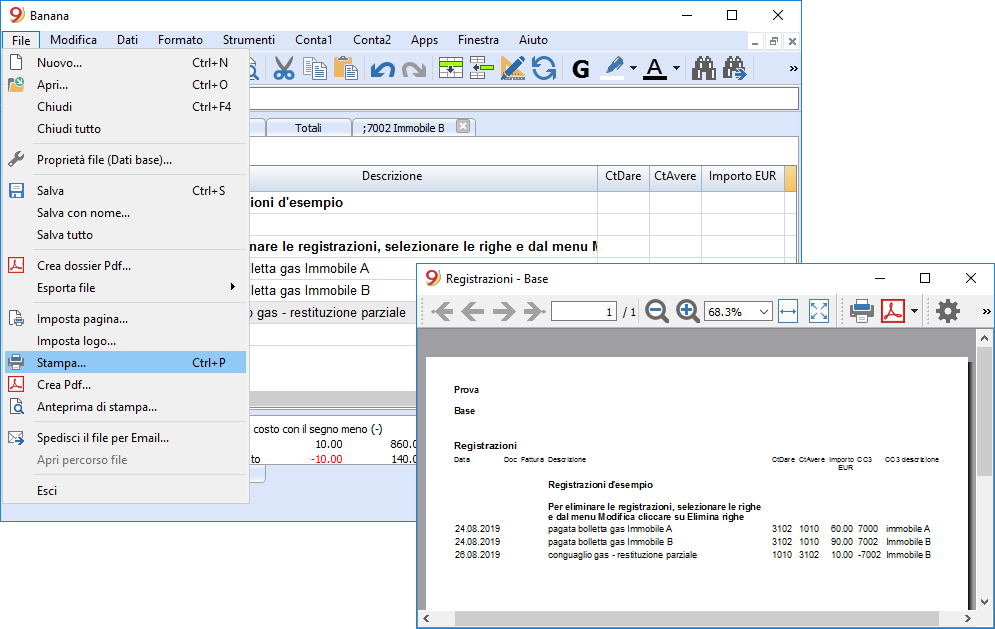 Banana
File Modifica Dati Formato Strumenti Conta1 Conta2 Apps Finestra Aiuto
Nuovo... Ctrl+N
Apri... Ctrl+O
Chiudi Ctrl+F4
Chiudi tutto
Proprietà file (Dati base)...
Salva Ctrl+S
Salva con nome...
Salva tutto
Crea dossier Pdf...
Esporta file
Imposta pagina...
Imposta logo...
Stampa... Ctrl+P
Crea Pdf...
Anteprima di stampa...
Spedisci il file per Email...
Apri percorso file
Esci
G A »
Totali ;7002 Immobile B
Descrizione CtDare CtAvere Importo EUR
ioni d'esempio
nare le registrazioni, selezionare le righe e dal menu M
lletta gas Immobile A
lletta gas Immobile B
o gas - restituzione parziale
costo con il segno meno (-)
10.00 860.0
to -10.00 140.0
Registrazioni - Base
1 / 1 68.3% »
Prova
Base
Registrazioni
Data Doc Fattura Descrizione CtDare CtAvere Importo CC3 CC3 descrizione
EUR
Registrazioni d'esempio
Per eliminare le registrazioni, selezionare le righe
e dal menu Modifica cliccare su Elimina righe
24.08.2019 pagata bolletta gas Immobile A 3102 1010 60.00 7000 immobile A
24.08.2019 pagata bolletta gas Immobile B 3102 1010 90.00 7002 Immobile B
26.08.2019 conguaglio gas - restituzione parziale 1010 3102 10.00 -7002 Immobile B